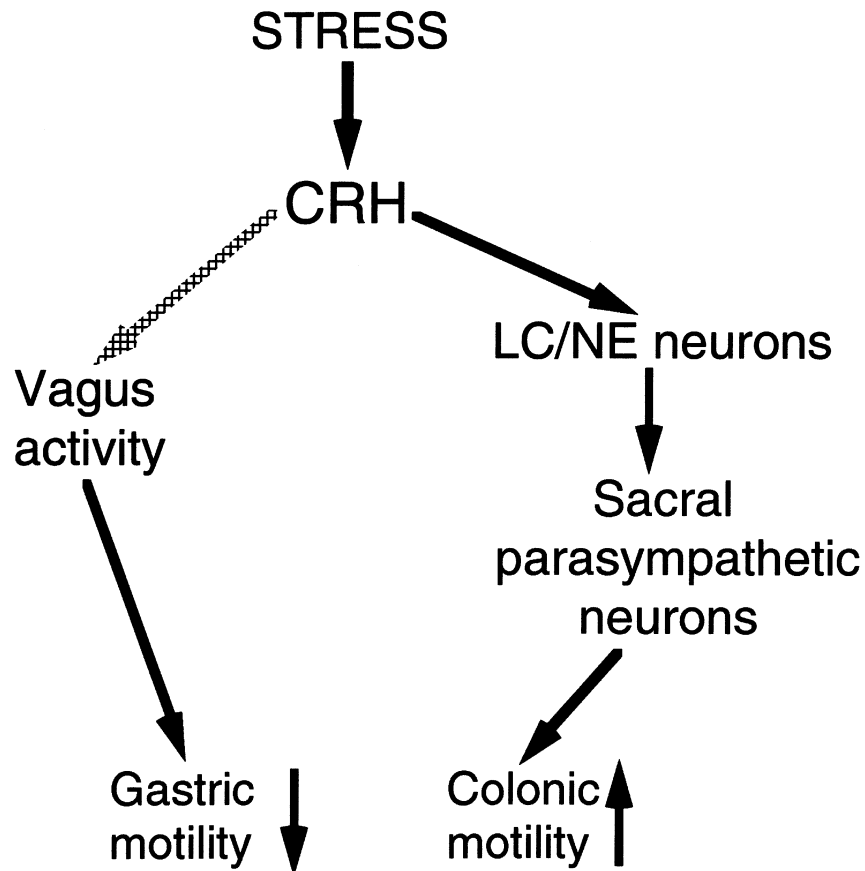 STRESS
CRH
LC/NE neurons
Vagus
activity
Sacral
parasympathetic
neurons
Gastric
motility
Colonic
motility